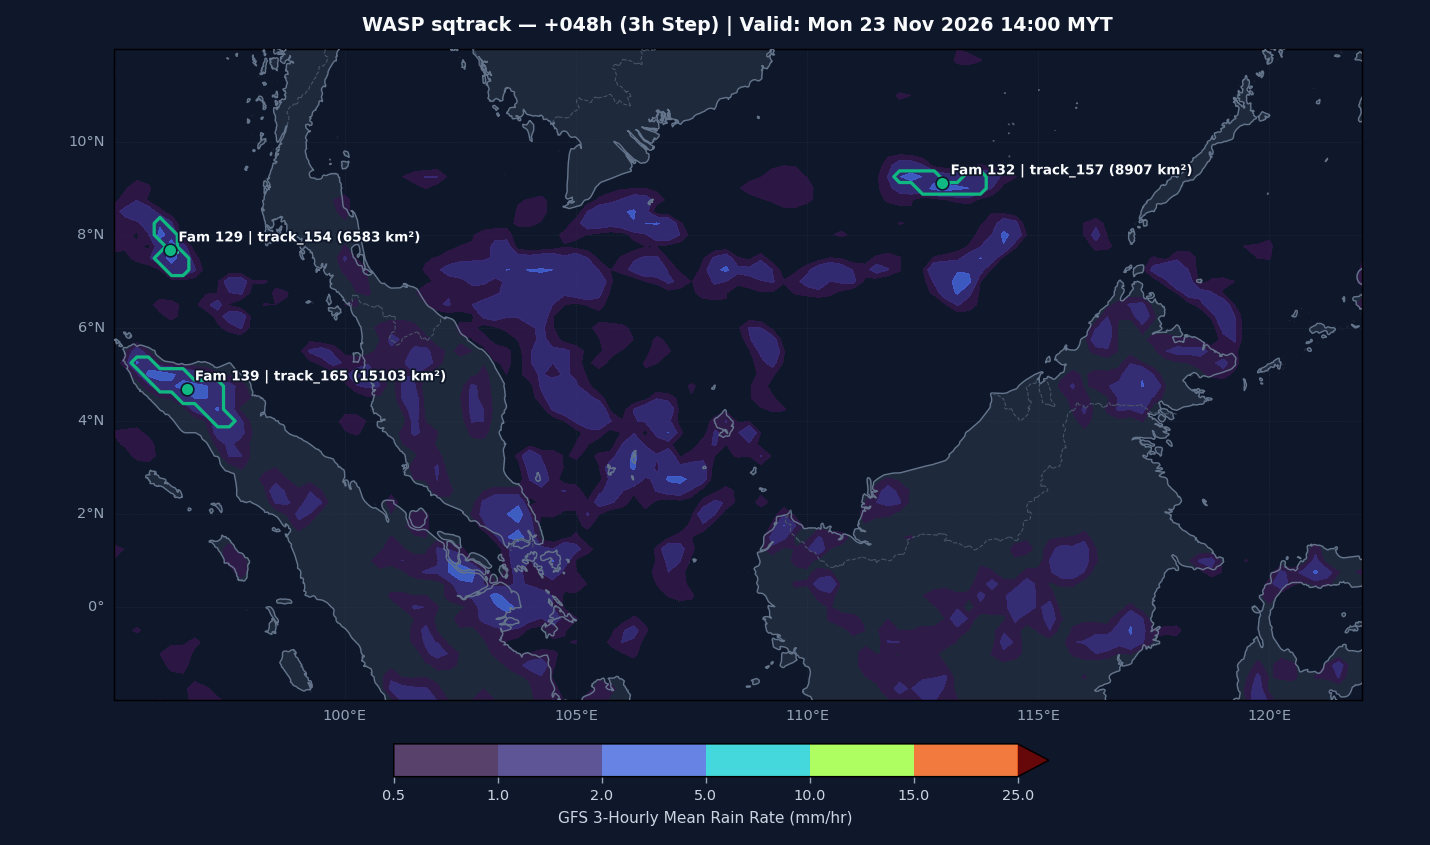 WASP sqtrack — +048h (3h Step) | Valid: Mon 23 Nov 2026 14:00 MYT
10°N
Fam 132 | track_157 (8907 km²)
8°N
Fam 129 | track_154 (6583 km²)
6°N
Fam 139 | track_165 (15103 km²)
4°N
2°N
0°
100°E 105°E 110°E 115°E 120°E
0.5 1.0 2.0 5.0 10.0 15.0 25.0
GFS 3-Hourly Mean Rain Rate (mm/hr)